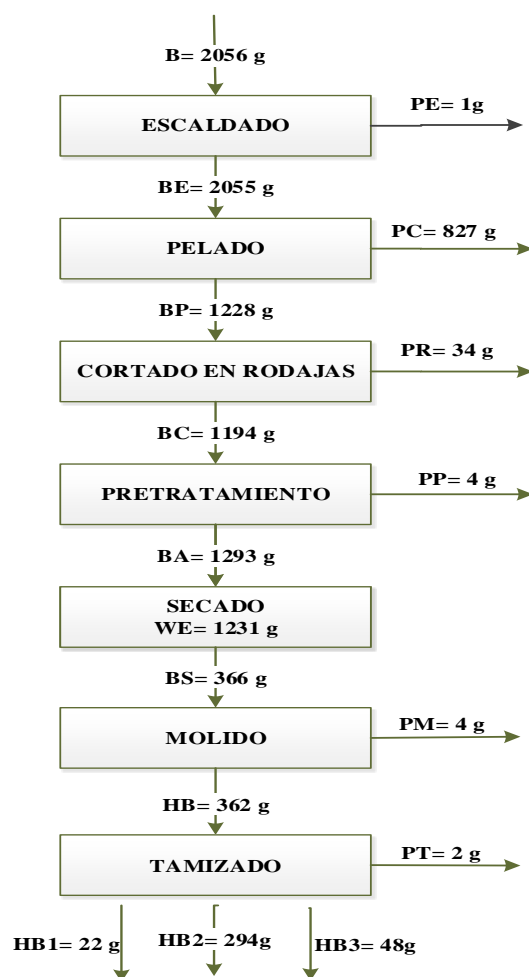 B= 2056 g
ESCALDADO
PE= 1g
BE= 2055 g
PELADO
PC= 827 g
BP= 1228 g
CORTADO EN RODAJAS
PR= 34 g
BC= 1194 g
PRETRATAMIENTO
PP= 4 g
BA= 1293 g
SECADO
WE= 1231 g
BS= 366 g
MOLIDO
PM= 4 g
HB= 362 g
TAMIZADO
PT= 2 g
HB1= 22 g
HB2= 294g
HB3= 48g